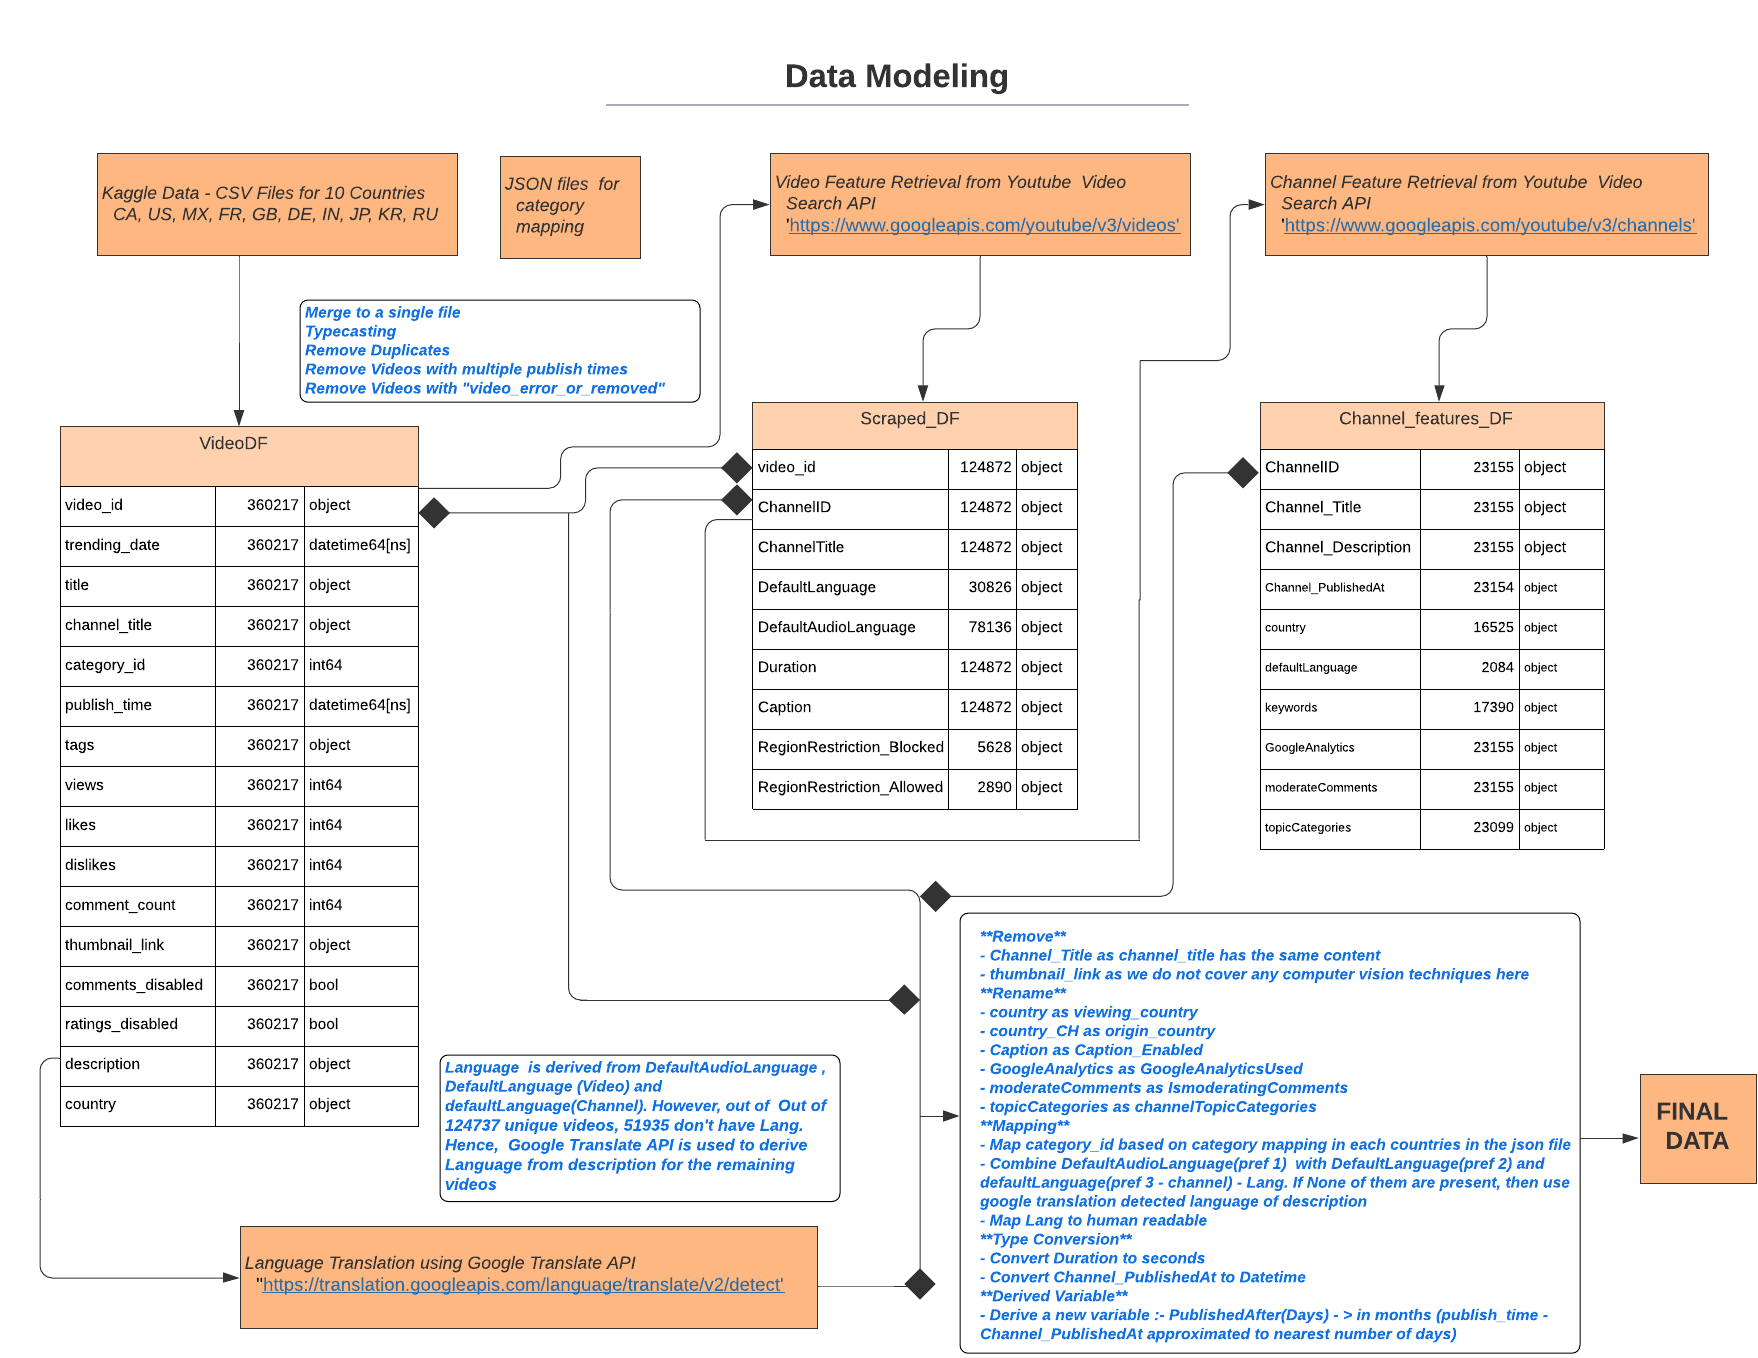 Data Modeling
Kaggle Data - CSV Files for 10 Countries
CA, US, MX, FR, GB, DE, IN, JP, KR, RU
JSON files  for
category
mapping
Video Feature Retrieval from Youtube  Video
Search API
'https://www.googleapis.com/youtube/v3/videos'
Channel Feature Retrieval from Youtube  Video
Search API
'https://www.googleapis.com/youtube/v3/channels'
Merge to a single file
Typecasting
Remove Duplicates
Remove Videos with multiple publish times
Remove Videos with "video_error_or_removed"
VideoDF
video_id 360217 object
trending_date 360217 datetime64[ns]
title 360217 object
channel_title 360217 object
category_id 360217 int64
publish_time 360217 datetime64[ns]
tags 360217 object
views 360217 int64
likes 360217 int64
dislikes 360217 int64
comment_count 360217 int64
thumbnail_link 360217 object
comments_disabled 360217 bool
ratings_disabled 360217 bool
description 360217 object
country 360217 object
Scraped_DF
video_id 124872 object
ChannelID 124872 object
ChannelTitle 124872 object
DefaultLanguage 30826 object
DefaultAudioLanguage 78136 object
Duration 124872 object
Caption 124872 object
RegionRestriction_Blocked 5628 object
RegionRestriction_Allowed 2890 object
Channel_features_DF
ChannelID 23155 object
Channel_Title 23155 object
Channel_Description 23155 object
Channel_PublishedAt 23154 object
country 16525 object
defaultLanguage 2084 object
keywords 17390 object
GoogleAnalytics 23155 object
moderateComments 23155 object
topicCategories 23099 object
Language  is derived from DefaultAudioLanguage ,
DefaultLanguage (Video) and
defaultLanguage(Channel). However, out of  Out of
124737 unique videos, 51935 don't have Lang.
Hence,  Google Translate API is used to derive
Language from description for the remaining
videos
Language Translation using Google Translate API
"https://translation.googleapis.com/language/translate/v2/detect'
**Remove**
- Channel_Title as channel_title has the same content
- thumbnail_link as we do not cover any computer vision techniques here
**Rename**
- country as viewing_country
- country_CH as origin_country
- Caption as Caption_Enabled
- GoogleAnalytics as GoogleAnalyticsUsed
- moderateComments as IsmoderatingComments
- topicCategories as channelTopicCategories
**Mapping**
- Map category_id based on category mapping in each countries in the json file
- Combine DefaultAudioLanguage(pref 1)  with DefaultLanguage(pref 2) and
defaultLanguage(pref 3 - channel) - Lang. If None of them are present, then use
google translation detected language of description
- Map Lang to human readable
**Type Conversion**
- Convert Duration to seconds
- Convert Channel_PublishedAt to Datetime
**Derived Variable**
- Derive a new variable :- PublishedAfter(Days) - > in months (publish_time -
Channel_PublishedAt approximated to nearest number of days)
FINAL
DATA